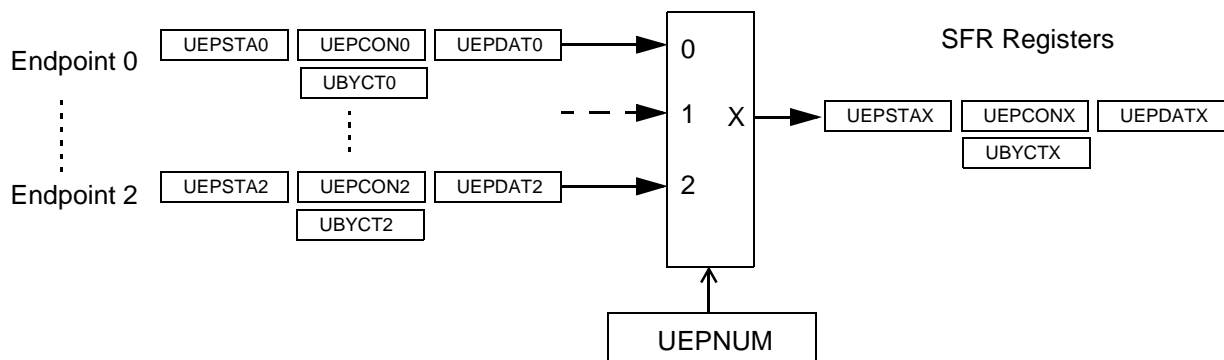 UEPSTA0 UEPCON0 UEPDAT0
0
SFR Registers
Endpoint 0
UBYCT0
1
X
UEPSTAX UEPCONX UEPDATX
UBYCTX
Endpoint 2
UEPSTA2 UEPCON2 UEPDAT2
2
UBYCT2
UEPNUM